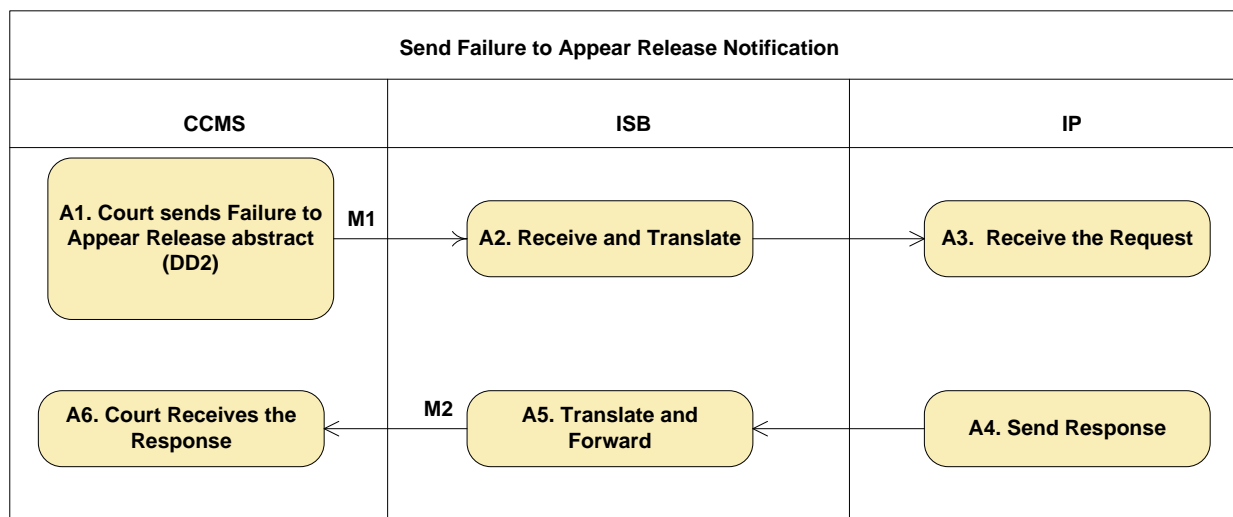 Send Failure to Appear Release Notification
CCMS
ISB
IP
A1. Court sends Failure to
Appear Release abstract
(DD2)
M1
A2. Receive and Translate
A3. Receive the Request
A6. Court Receives the
Response
M2
A5. Translate and
Forward
A4. Send Response